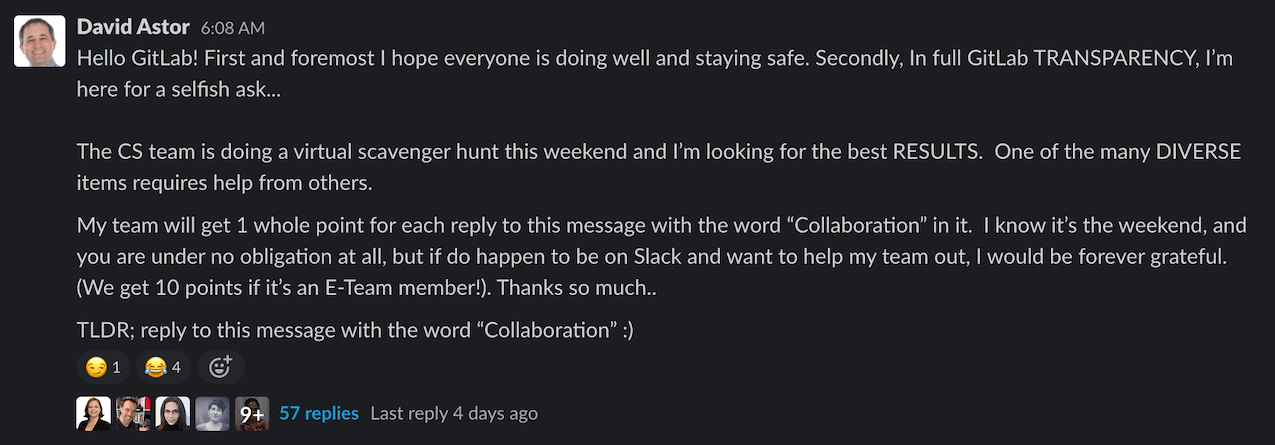 David Astor 6:08 AM
Hello GitLab! First and foremost I hope everyone is doing well and staying safe. Secondly, In full GitLab TRANSPARENCY, I’m
here for a selfish ask...
The CS team is doing a virtual scavenger hunt this weekend and I’m looking for the best RESULTS.  One of the many DIVERSE
items requires help from others.
My team will get 1 whole point for each reply to this message with the word “Collaboration” in it.  I know it’s the weekend, and
you are under no obligation at all, but if do happen to be on Slack and want to help my team out, I would be forever grateful.
(We get 10 points if it’s an E-Team member!). Thanks so much..
TLDR; reply to this message with the word “Collaboration” :)
1 4
9+ 57 replies Last reply 4 days ago